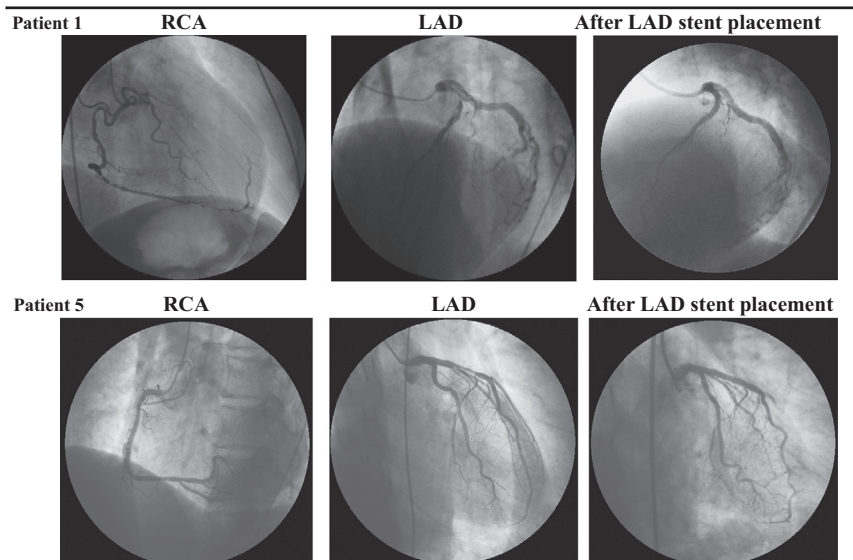 Patient 1 RCA LAD After LAD stent placement
Patient 5 RCA LAD After LAD stent placement